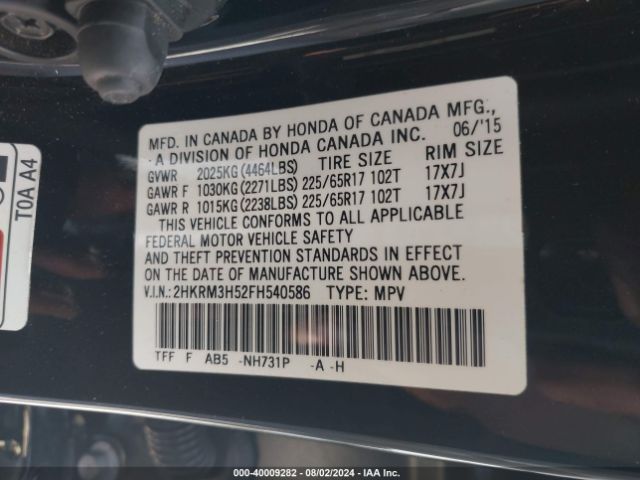 MFD. IN CANADA BY HONDA OF CANADA MFG.,
A DIVISION OF HONDA CANADA INC. 06/'15
GVWR 2025KG(4464LBS) TIRE SIZE RIM SIZE
GAWR F 1030KG(2271LBS) 225/65R17 102T 17X7J
GAWR R 1015KG(2238LBS) 225/65R17 102T 17X7J
THIS VEHICLE CONFORMS TO ALL APPLICABLE
FEDERAL MOTOR VEHICLE SAFETY
AND THEFT PREVENTION STANDARDS IN EFFECT
ON THE DATE OF MANUFACTURE SHOWN ABOVE.
V.I.N.: 2HKRM3H52FH540586 TYPE: MPV
TFF F AB5 -NH731P -A -H
T0A A4
000-40009282 - 08/02/2024 - IAA Inc.